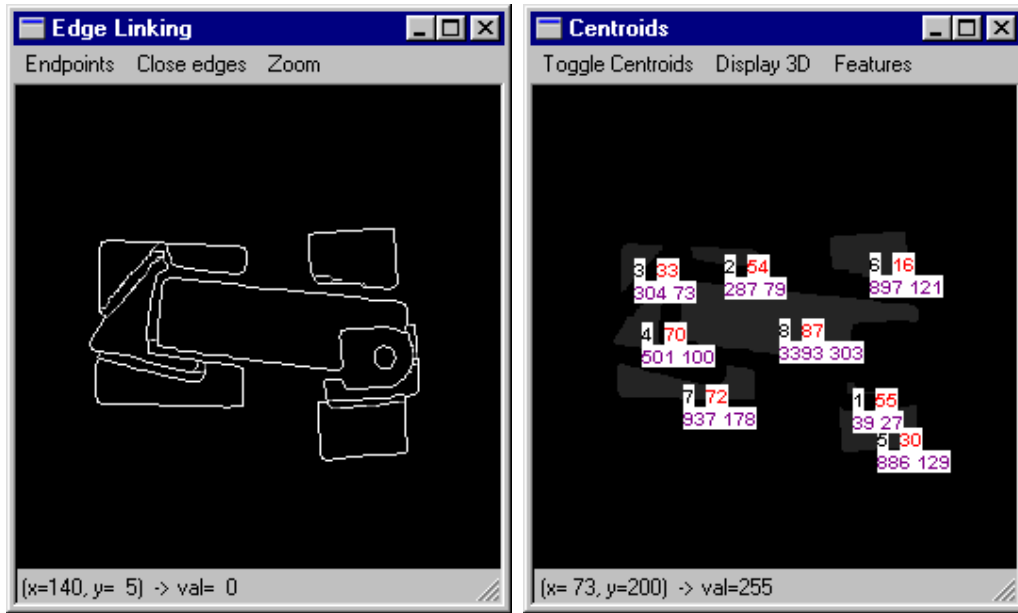 Edge Linking
Endpoints Close edges Zoom
(x=140, y= 5) -> val= 0
Centroids
Toggle Centroids Display 3D Features
3 33
304 73
2 54
287 79
6 16
897 121
4 70
501 100
8 87
3393 303
7 72
937 178
1 55
39 27
5 30
886 129
(x= 73, y=200) -> val=255